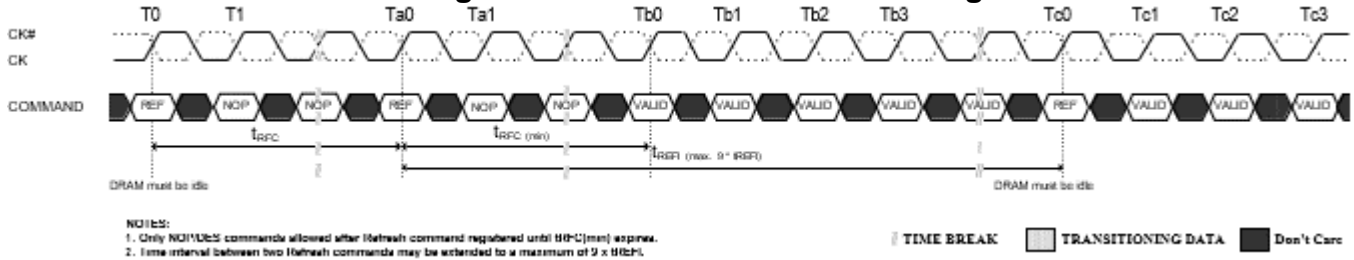 T0 T1 Ta0 Ta1 Tb0 Tb1 Tb2 Tb3 Tc0 Tc1 Tc2 Tc3
CK#
CK
COMMAND REF NOP NOP REF NOP NOP VALID VALID VALID VALID VALID REF VALID VALID VALID
tRFC tRFC (min) tREFI (max. 9 * tREFI)
DRAM must be idle DRAM must be idle
NOTES:
1. Only NOP/DES commands allowed after Refresh command registered until tRFC(min) expires.
2. Time interval between two Refresh commands may be extended to a maximum of 9 x tREFI.
TIME BREAK TRANSITIONING DATA Don't Care